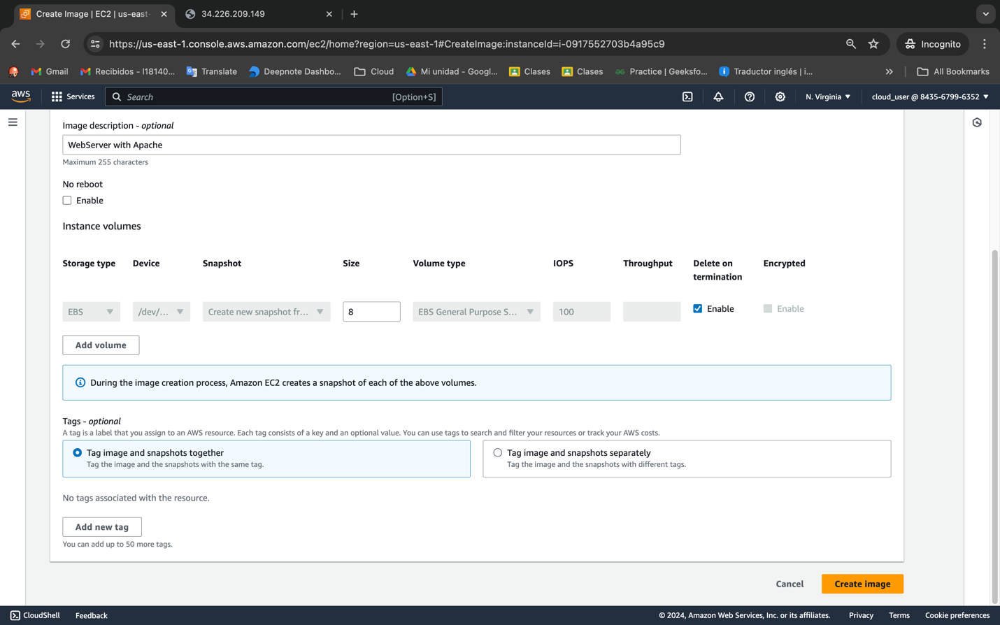 Create Image | EC2 | us-east-
34.226.209.149
https://us-east-1.console.aws.amazon.com/ec2/home?region=us-east-1#CreateImage:instanceId=i-0917552703b4a95c9
Incognito
Gmail
Recibidos - l18140...
Translate
Deepnote Dashbo...
Cloud
Mi unidad - Googl...
Clases
Clases
Practice | Geeksfo...
Traductor inglés | i...
All Bookmarks
aws
Services
Search
[Option+S]
N. Virginia
cloud_user @ 8435-6799-6352
Image description - optional
WebServer with Apache
Maximum 255 characters
No reboot
Enable
Instance volumes
Storage type
Device
Snapshot
Size
Volume type
IOPS
Throughput
Delete on
termination
Encrypted
EBS
/dev/...
Create new snapshot fr...
8
EBS General Purpose S...
100
Enable
Enable
Add volume
During the image creation process, Amazon EC2 creates a snapshot of each of the above volumes.
Tags - optional
A tag is a label that you assign to an AWS resource. Each tag consists of a key and an optional value. You can use tags to search and filter your resources or track your AWS costs.
Tag image and snapshots together
Tag the image and the snapshots with the same tag.
Tag image and snapshots separately
Tag the image and the snapshots with different tags.
No tags associated with the resource.
Add new tag
You can add up to 50 more tags.
Cancel
Create image
CloudShell
Feedback
© 2024, Amazon Web Services, Inc. or its affiliates.
Privacy
Terms
Cookie preferences